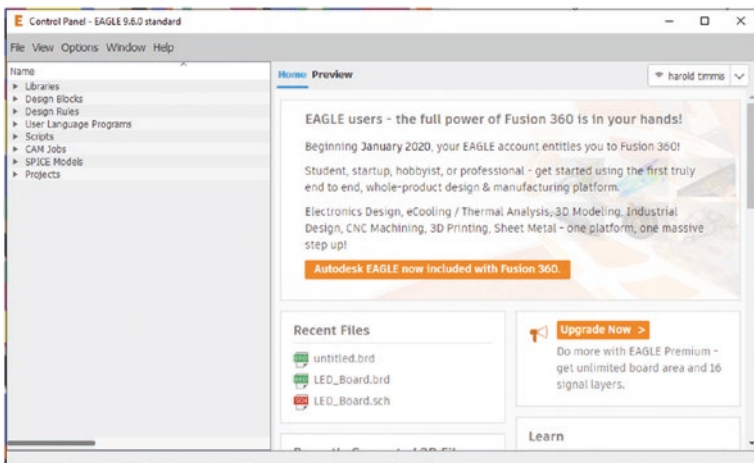 E Control Panel - EAGLE 9.6.0 standard
File View Options Window Help
Name
Libraries
Design Blocks
Design Rules
User Language Programs
Scripts
CAM Jobs
SPICE Models
Projects
Home Preview
harold timmis
EAGLE users - the full power of Fusion 360 is in your hands!
Beginning January 2020, your EAGLE account entitles you to Fusion 360!
Student, startup, hobbyist, or professional - get started using the first truly
end to end, whole-product design & manufacturing platform.
Electronics Design, eCooling / Thermal Analysis, 3D Modeling, Industrial
Design, CNC Machining, 3D Printing, Sheet Metal - one platform, one massive
step up!
Autodesk EAGLE now included with Fusion 360.
Recent Files
untitled.brd
LED_Board.brd
LED_Board.sch
Upgrade Now >
Do more with EAGLE Premium -
get unlimited board area and 16
signal layers.
Learn